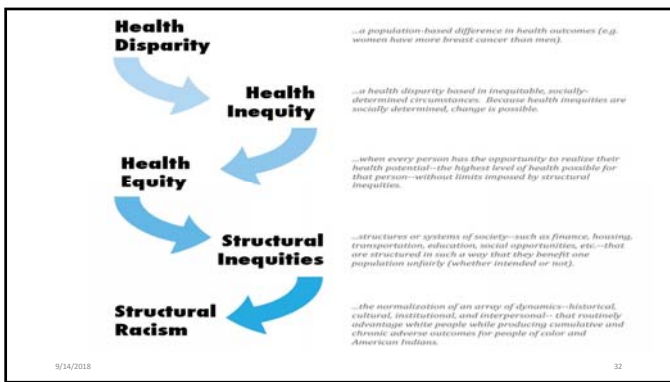 Health
Disparity
...a population-based difference in health outcomes (e.g.
women have more breast cancer than men).
Health
Inequity
...a health disparity based in inequitable, socially-
determined circumstances. Because health inequities are
socially determined, change is possible.
Health
Equity
...when every person has the opportunity to realize their
health potential--the highest level of health possible for
that person--without limits imposed by structural
inequities.
Structural
Inequities
...structures or systems of society--such as finance, housing,
transportation, education, social opportunities, etc.--that
are structured in such a way that they benefit one
population unfairly (whether intended or not).
Structural
Racism
...the normalization of an array of dynamics--historical,
cultural, institutional, and interpersonal-- that routinely
advantage white people while producing cumulative and
chronic adverse outcomes for people of color and
American Indians.
9/14/2018
32